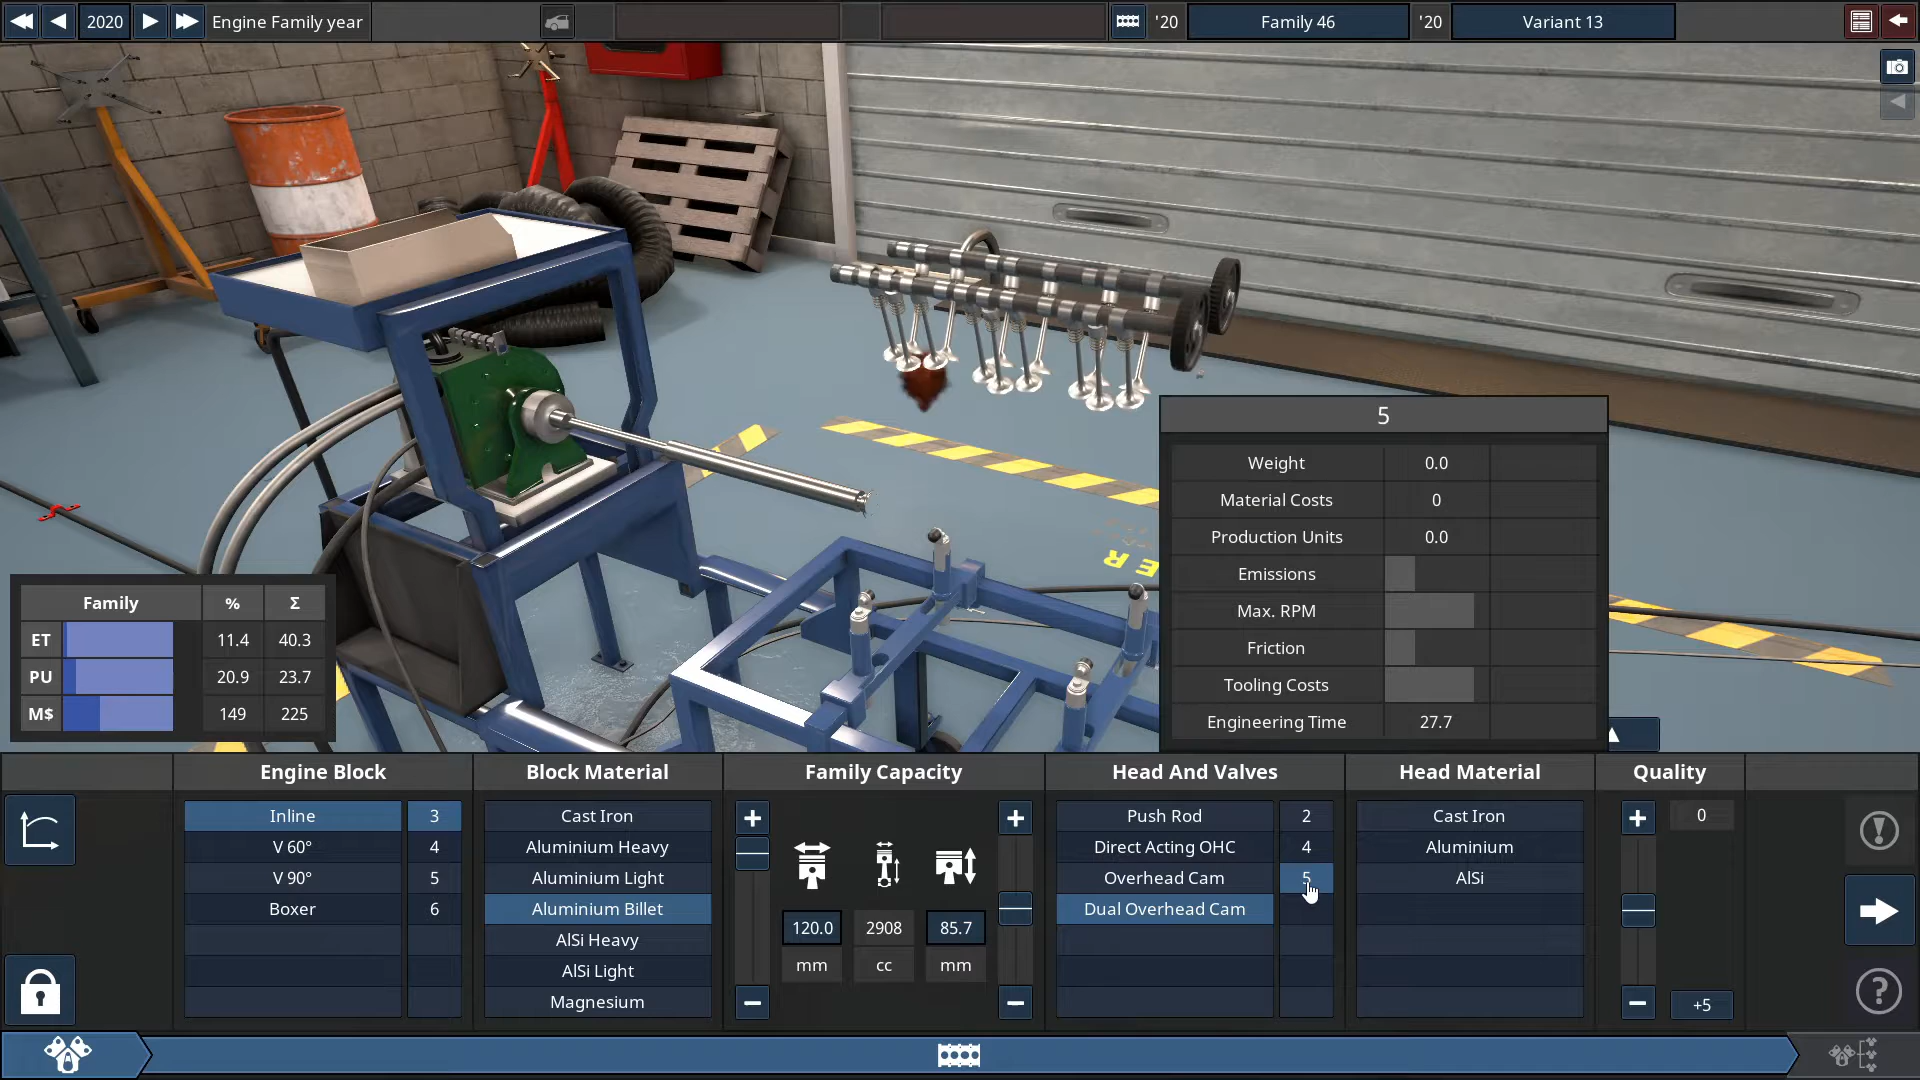 2020 Engine Family year '20 Family 46 '20 Variant 13
E R
5
Weight 0.0
Material Costs 0
Production Units 0.0
Emissions
Max. RPM
Friction
Tooling Costs
Engineering Time 27.7
Family % Σ
ET 11.4 40.3
PU 20.9 23.7
M$ 149 225
Engine Block
Inline 3
V 60° 4
V 90° 5
Boxer 6
Block Material
Cast Iron
Aluminium Heavy
Aluminium Light
Aluminium Billet
AlSi Heavy
AlSi Light
Magnesium
Family Capacity
120.0 2908 85.7
mm cc mm
Head And Valves
Push Rod 2
Direct Acting OHC 4
Overhead Cam 5
Dual Overhead Cam
Head Material
Cast Iron
Aluminium
AlSi
Quality
0
+5